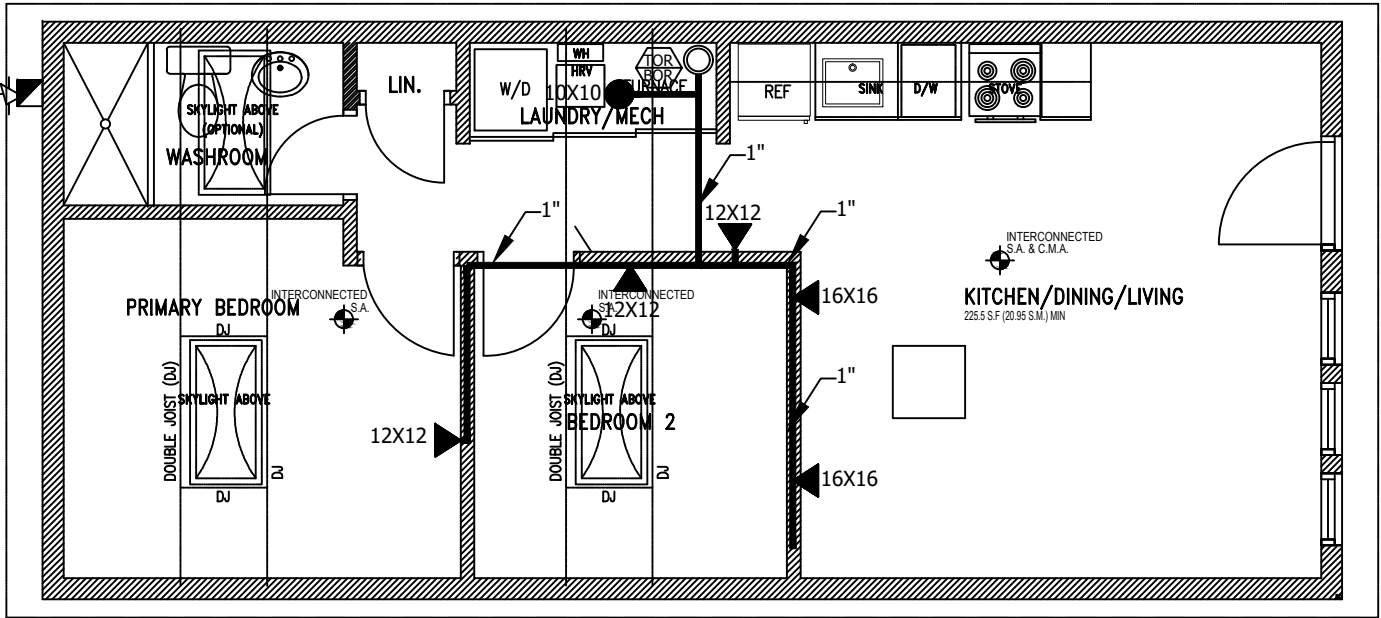 LIN.
WH
HRV
TOR
BOR
FURNACE
10X10
W/D
LAUNDRY/MECH
REF
SINK
D/W
STOVE
SKYLIGHT ABOVE
(OPTIONAL)
WASHROOM
1"
12X12
1"
1"
INTERCONNECTED
S.A. & C.M.A.
INTERCONNECTED
S.A.
PRIMARY BEDROOM
INTERCONNECTED
S.A.
12X12
16X16
KITCHEN/DINING/LIVING
225.5 S.F (20.95 S.M.) MIN
DJ
DJ
DOUBLE JOIST (DJ)
SKYLIGHT ABOVE
DOUBLE JOIST (DJ)
SKYLIGHT ABOVE
1"
BEDROOM 2
12X12
DJ
DJ
16X16
DJ
DJ